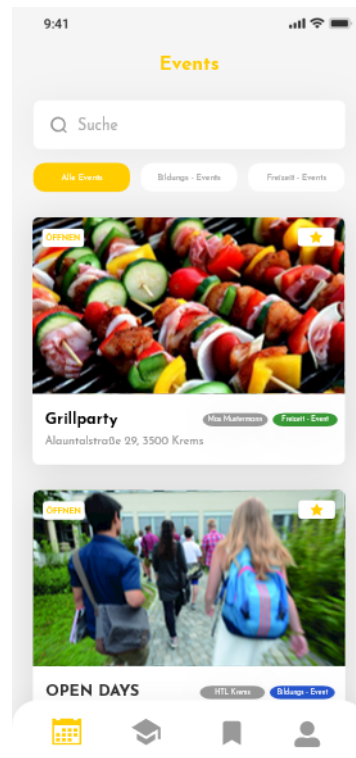 9:41
Events
Suche
Alle Events
Bildungs - Events
Freizeit - Events
ÖFFNEN
Grillparty
Max Mustermann
Freizeit - Event
Alauntalstraße 29, 3500 Krems
ÖFFNEN
OPEN DAYS
HTL Krems
Bildungs - Event